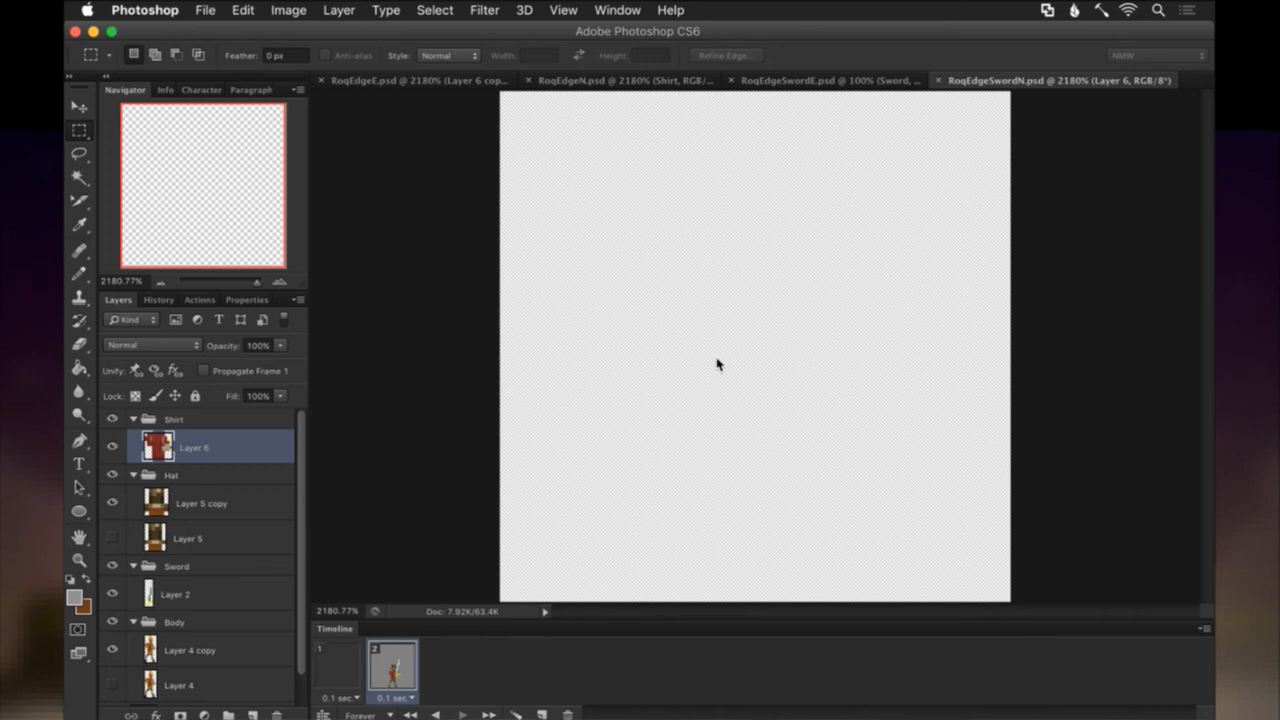 Photoshop File Edit Image Layer Type Select Filter 3D View Window Help
Adobe Photoshop CS6
Feather: 0 px Anti-alias Style: Normal Width: Height: Refine Edge... NMW
RoqEdgeE.psd @ 2180% (Layer 6 cop... RoqEdgeN.psd @ 2180% (Shirt, RGB/... RoqEdgeSwordE.psd @ 100% (Sword, ... RoqEdgeSwordN.psd @ 2180% (Layer 6, RGB/8*)
Navigator Info Character Paragraph
2180.77%
Layers History Actions Properties
Kind
Normal Opacity: 100%
Unify: Propagate Frame 1
Lock: Fill: 100%
Shirt
Layer 6
Hat
Layer 5 copy
Layer 5
Sword
Layer 2
Body
Layer 4 copy
Layer 4
2180.77% Doc: 7.92K/63.4K
Timeline
1 2
0.1 sec. 0.1 sec.
Forever